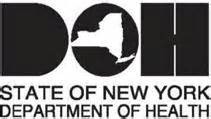 DOH
STATE OF NEW YORK
DEPARTMENT OF HEALTH